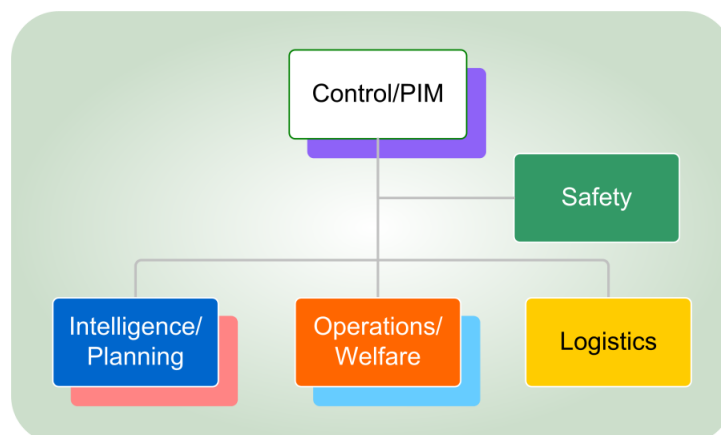 Control/PIM
Safety
Intelligence/
Planning
Operations/
Welfare
Logistics